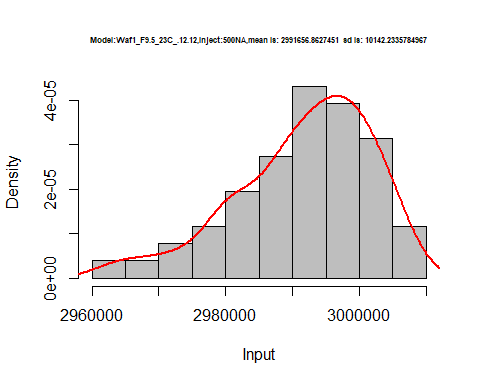 Model:Waf1_F9.5_23C_.12.12,Inject:500NA,mean is: 2991656.8627451 sd is: 10142.2335784967
4e-05
2e-05
0e+00
Density
2960000 2980000 3000000
Input